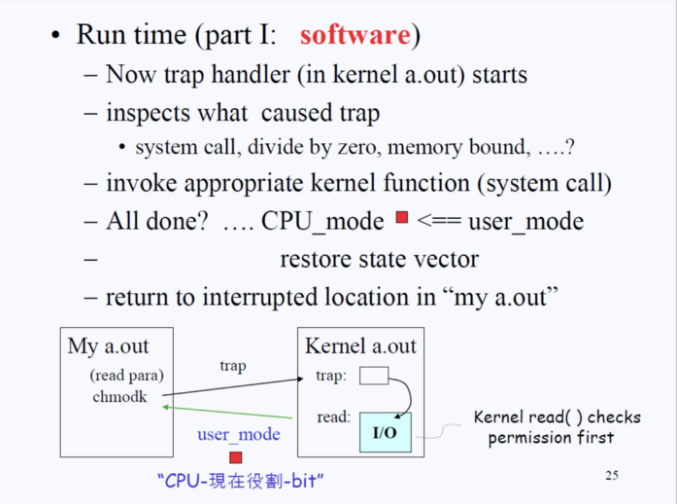 • Run time (part I: software)
– Now trap handler (in kernel a.out) starts
– inspects what caused trap
• system call, divide by zero, memory bound, ….?
– invoke appropriate kernel function (system call)
– All done? …. CPU_mode <== user_mode
– restore state vector
– return to interrupted location in “my a.out”
My a.out
(read para)
chmodk
trap
Kernel a.out
trap:
read:
I/O
user_mode
Kernel read( ) checks
permission first
“CPU-現在役割-bit”
25